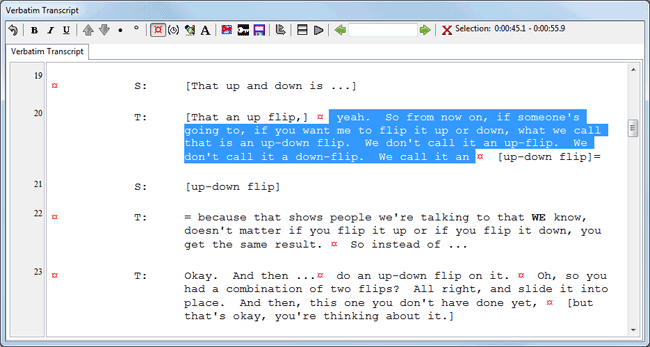 Verbatim Transcript
B I U A Selection: 0:00:45.1 - 0:00:55.9
Verbatim Transcript
19 ¤ S: [That up and down is ...]
20 T: [That an up flip,] ¤ yeah. So from now on, if someone's
going to, if you want me to flip it up or down, what we call
that is an up-down flip. We don't call it an up-flip. We
don't call it a down-flip. We call it an ¤ [up-down flip]=
21 S: [up-down flip]
22 ¤ T: = because that shows people we're talking to that WE know,
doesn't matter if you flip it up or if you flip it down, you
get the same result. ¤ So instead of ...
23 ¤ T: Okay. And then ...¤ do an up-down flip on it. ¤ Oh, so you
had a combination of two flips? All right, and slide it into
place. And then, this one you don't have done yet, ¤ [but
that's okay, you're thinking about it.]